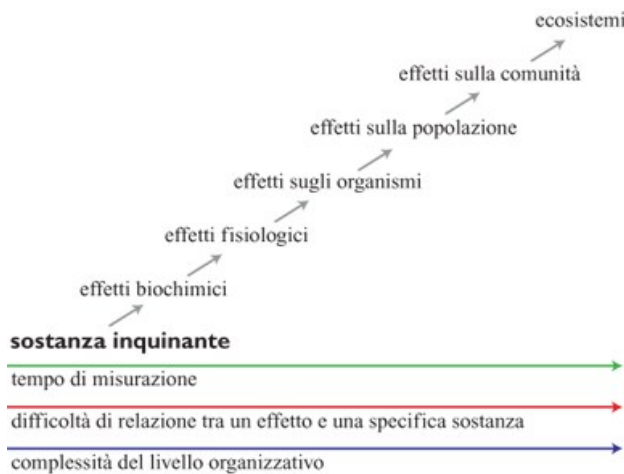 ecosistemi
effetti sulla comunità
effetti sulla popolazione
effetti sugli organismi
effetti fisiologici
effetti biochimici
sostanza inquinante
tempo di misurazione
difficoltà di relazione tra un effetto e una specifica sostanza
complessità del livello organizzativo